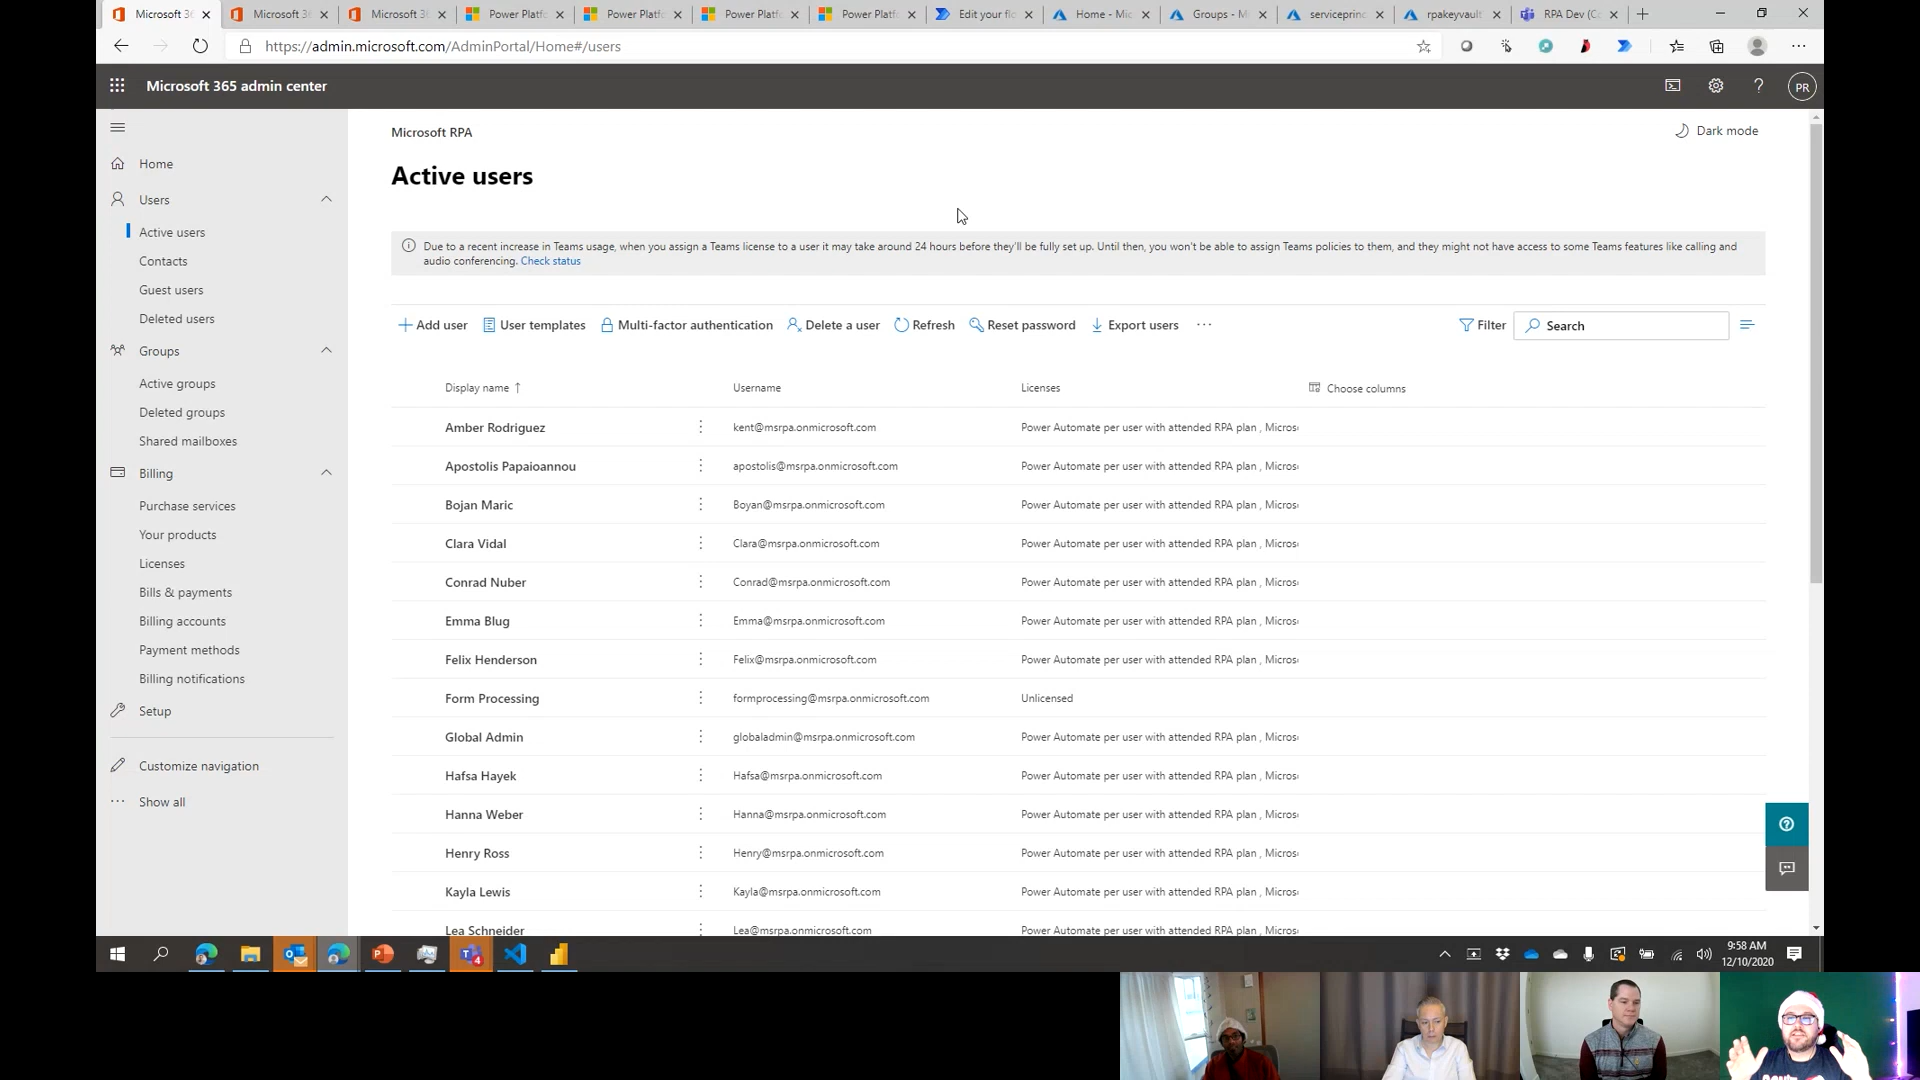 Microsoft 36
Microsoft 36
Microsoft 36
Power Platfo
Power Platfo
Power Platfo
Power Platfo
Edit your flo
Home - Mic
Groups - Mi
serviceprinc
rpakeyvault
RPA Dev (Co
https://admin.microsoft.com/AdminPortal/Home#/users
Microsoft 365 admin center
PR
Microsoft RPA
Dark mode
Active users
Due to a recent increase in Teams usage, when you assign a Teams license to a user it may take around 24 hours before they'll be fully set up. Until then, you won't be able to assign Teams policies to them, and they might not have access to some Teams features like calling and
audio conferencing. Check status
Home
Users
Active users
Contacts
Guest users
Deleted users
Groups
Active groups
Deleted groups
Shared mailboxes
Billing
Purchase services
Your products
Licenses
Bills & payments
Billing accounts
Payment methods
Billing notifications
Setup
Customize navigation
Show all
Add user
User templates
Multi-factor authentication
Delete a user
Refresh
Reset password
Export users
Filter
Search
Display name ↑
Username
Licenses
Choose columns
Amber Rodriguez kent@msrpa.onmicrosoft.com Power Automate per user with attended RPA plan , Micros
Apostolis Papaioannou apostolis@msrpa.onmicrosoft.com Power Automate per user with attended RPA plan , Micros
Bojan Maric Boyan@msrpa.onmicrosoft.com Power Automate per user with attended RPA plan , Micros
Clara Vidal Clara@msrpa.onmicrosoft.com Power Automate per user with attended RPA plan , Micros
Conrad Nuber Conrad@msrpa.onmicrosoft.com Power Automate per user with attended RPA plan , Micros
Emma Blug Emma@msrpa.onmicrosoft.com Power Automate per user with attended RPA plan , Micros
Felix Henderson Felix@msrpa.onmicrosoft.com Power Automate per user with attended RPA plan , Micros
Form Processing formprocessing@msrpa.onmicrosoft.com Unlicensed
Global Admin globaladmin@msrpa.onmicrosoft.com Power Automate per user with attended RPA plan , Micros
Hafsa Hayek Hafsa@msrpa.onmicrosoft.com Power Automate per user with attended RPA plan , Micros
Hanna Weber Hanna@msrpa.onmicrosoft.com Power Automate per user with attended RPA plan , Micros
Henry Ross Henry@msrpa.onmicrosoft.com Power Automate per user with attended RPA plan , Micros
Kayla Lewis Kayla@msrpa.onmicrosoft.com Power Automate per user with attended RPA plan , Micros
Lea Schneider Lea@msrpa.onmicrosoft.com Power Automate per user with attended RPA plan , Micros
9:58 AM
12/10/2020